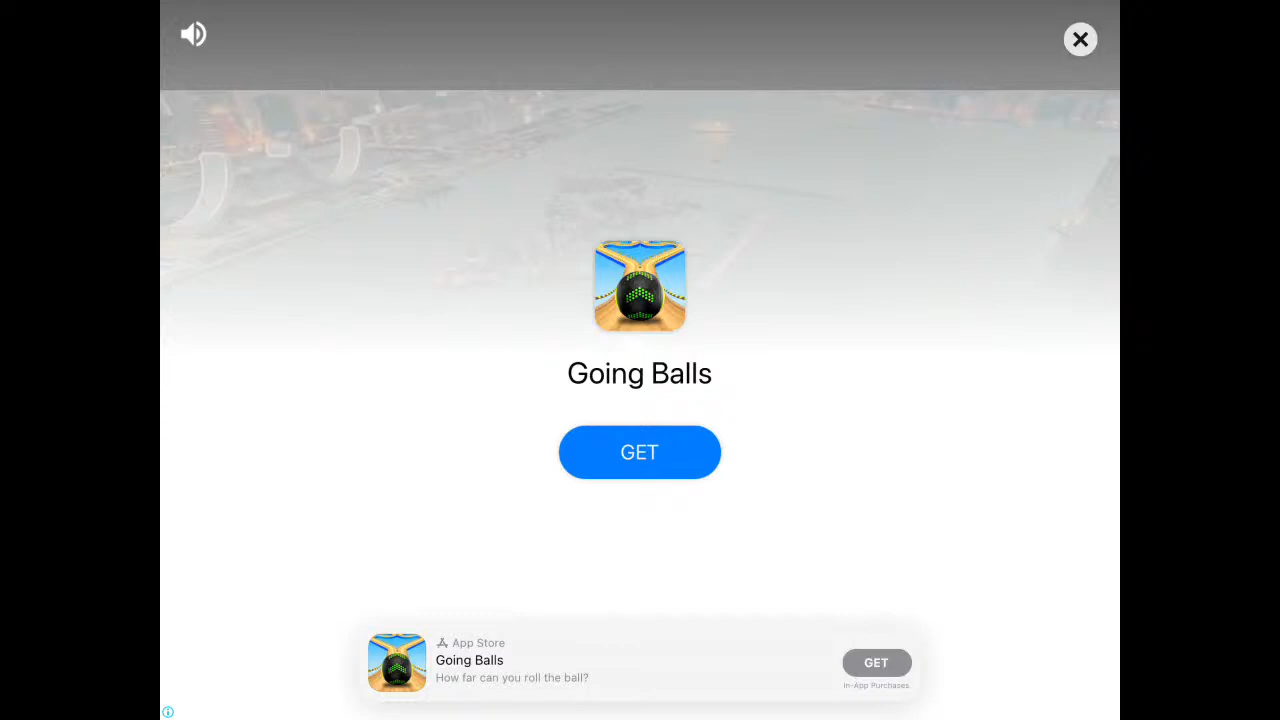 Going Balls
GET
App Store
Going Balls
How far can you roll the ball?
GET
In-App Purchases